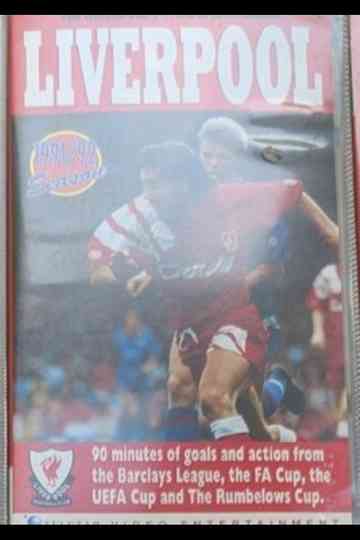 LIVERPOOL
1991/92
Season
Candy
90 minutes of goals and action from
the Barclays League, the FA Cup, the
UEFA Cup and The Rumbelows Cup.
VIDEO ENTERTAINMENT